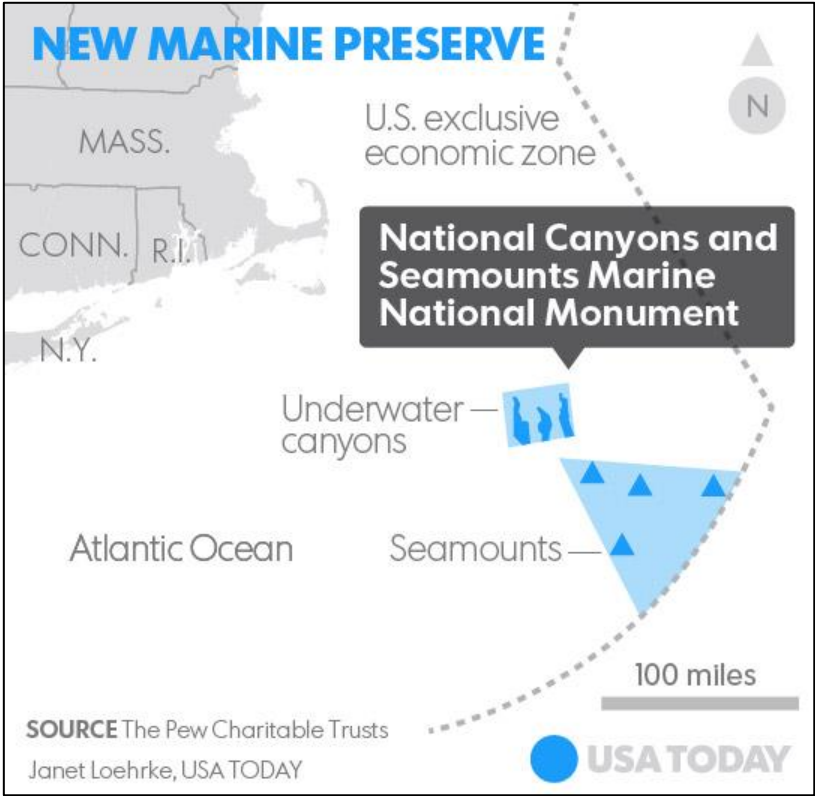 NEW MARINE PRESERVE
N
U.S. exclusive
economic zone
MASS.
National Canyons and
Seamounts Marine
National Monument
CONN.
R.I.
N.Y.
Underwater
canyons
Atlantic Ocean
Seamounts
100 miles
SOURCE The Pew Charitable Trusts
Janet Loehrke, USA TODAY
USA TODAY